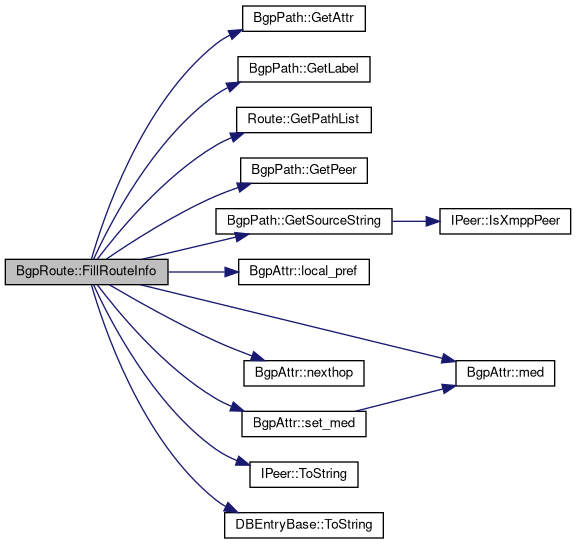 BgpPath::GetAttr
BgpPath::GetLabel
Route::GetPathList
BgpPath::GetPeer
BgpPath::GetSourceString
IPeer::IsXmppPeer
BgpRoute::FillRouteInfo
BgpAttr::local_pref
BgpAttr::nexthop
BgpAttr::med
BgpAttr::set_med
IPeer::ToString
DBEntryBase::ToString